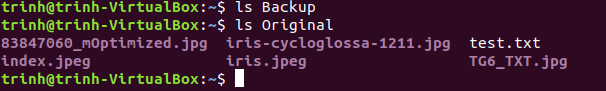 trinh@trinh-VirtualBox:~$ ls Backup
trinh@trinh-VirtualBox:~$ ls Original
83847060_mOptimized.jpg  iris-cycloglossa-1211.jpg  test.txt
index.jpeg               iris.jpeg                  TG6_TXT.jpg
trinh@trinh-VirtualBox:~$